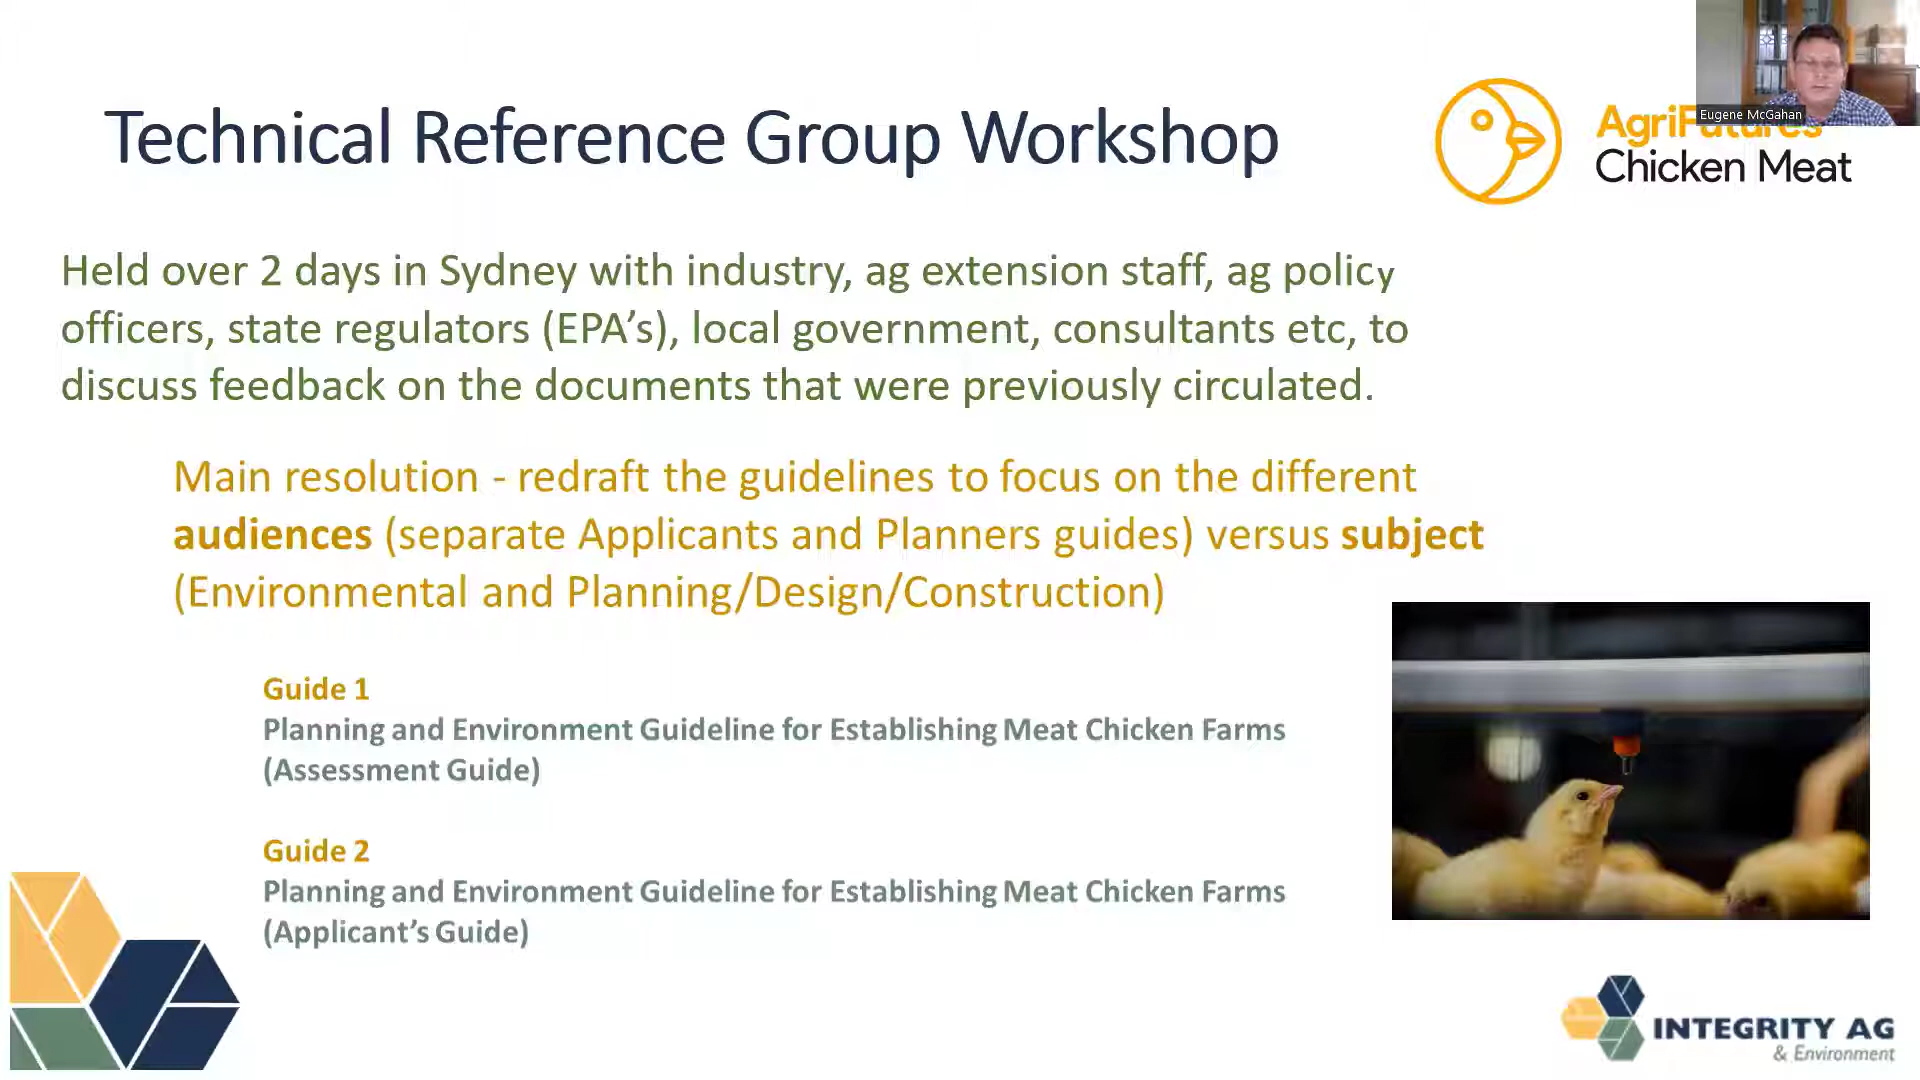 Eugene McGahan
Technical Reference Group Workshop
AgriFutures
Chicken Meat
Held over 2 days in Sydney with industry, ag extension staff, ag policy
officers, state regulators (EPA’s), local government, consultants etc, to
discuss feedback on the documents that were previously circulated.
Main resolution - redraft the guidelines to focus on the different
audiences (separate Applicants and Planners guides) versus subject
(Environmental and Planning/Design/Construction)
Guide 1
Planning and Environment Guideline for Establishing Meat Chicken Farms
(Assessment Guide)
Guide 2
Planning and Environment Guideline for Establishing Meat Chicken Farms
(Applicant’s Guide)
INTEGRITY AG
& Environment